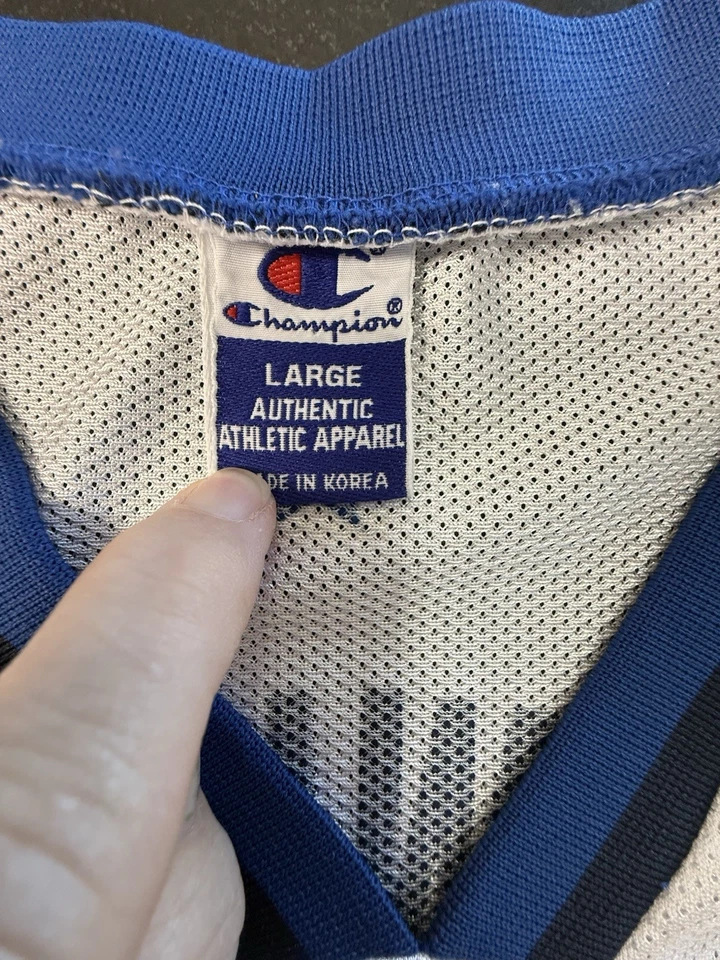 Champion®
LARGE
AUTHENTIC
ATHLETIC APPAREL
DE IN KOREA